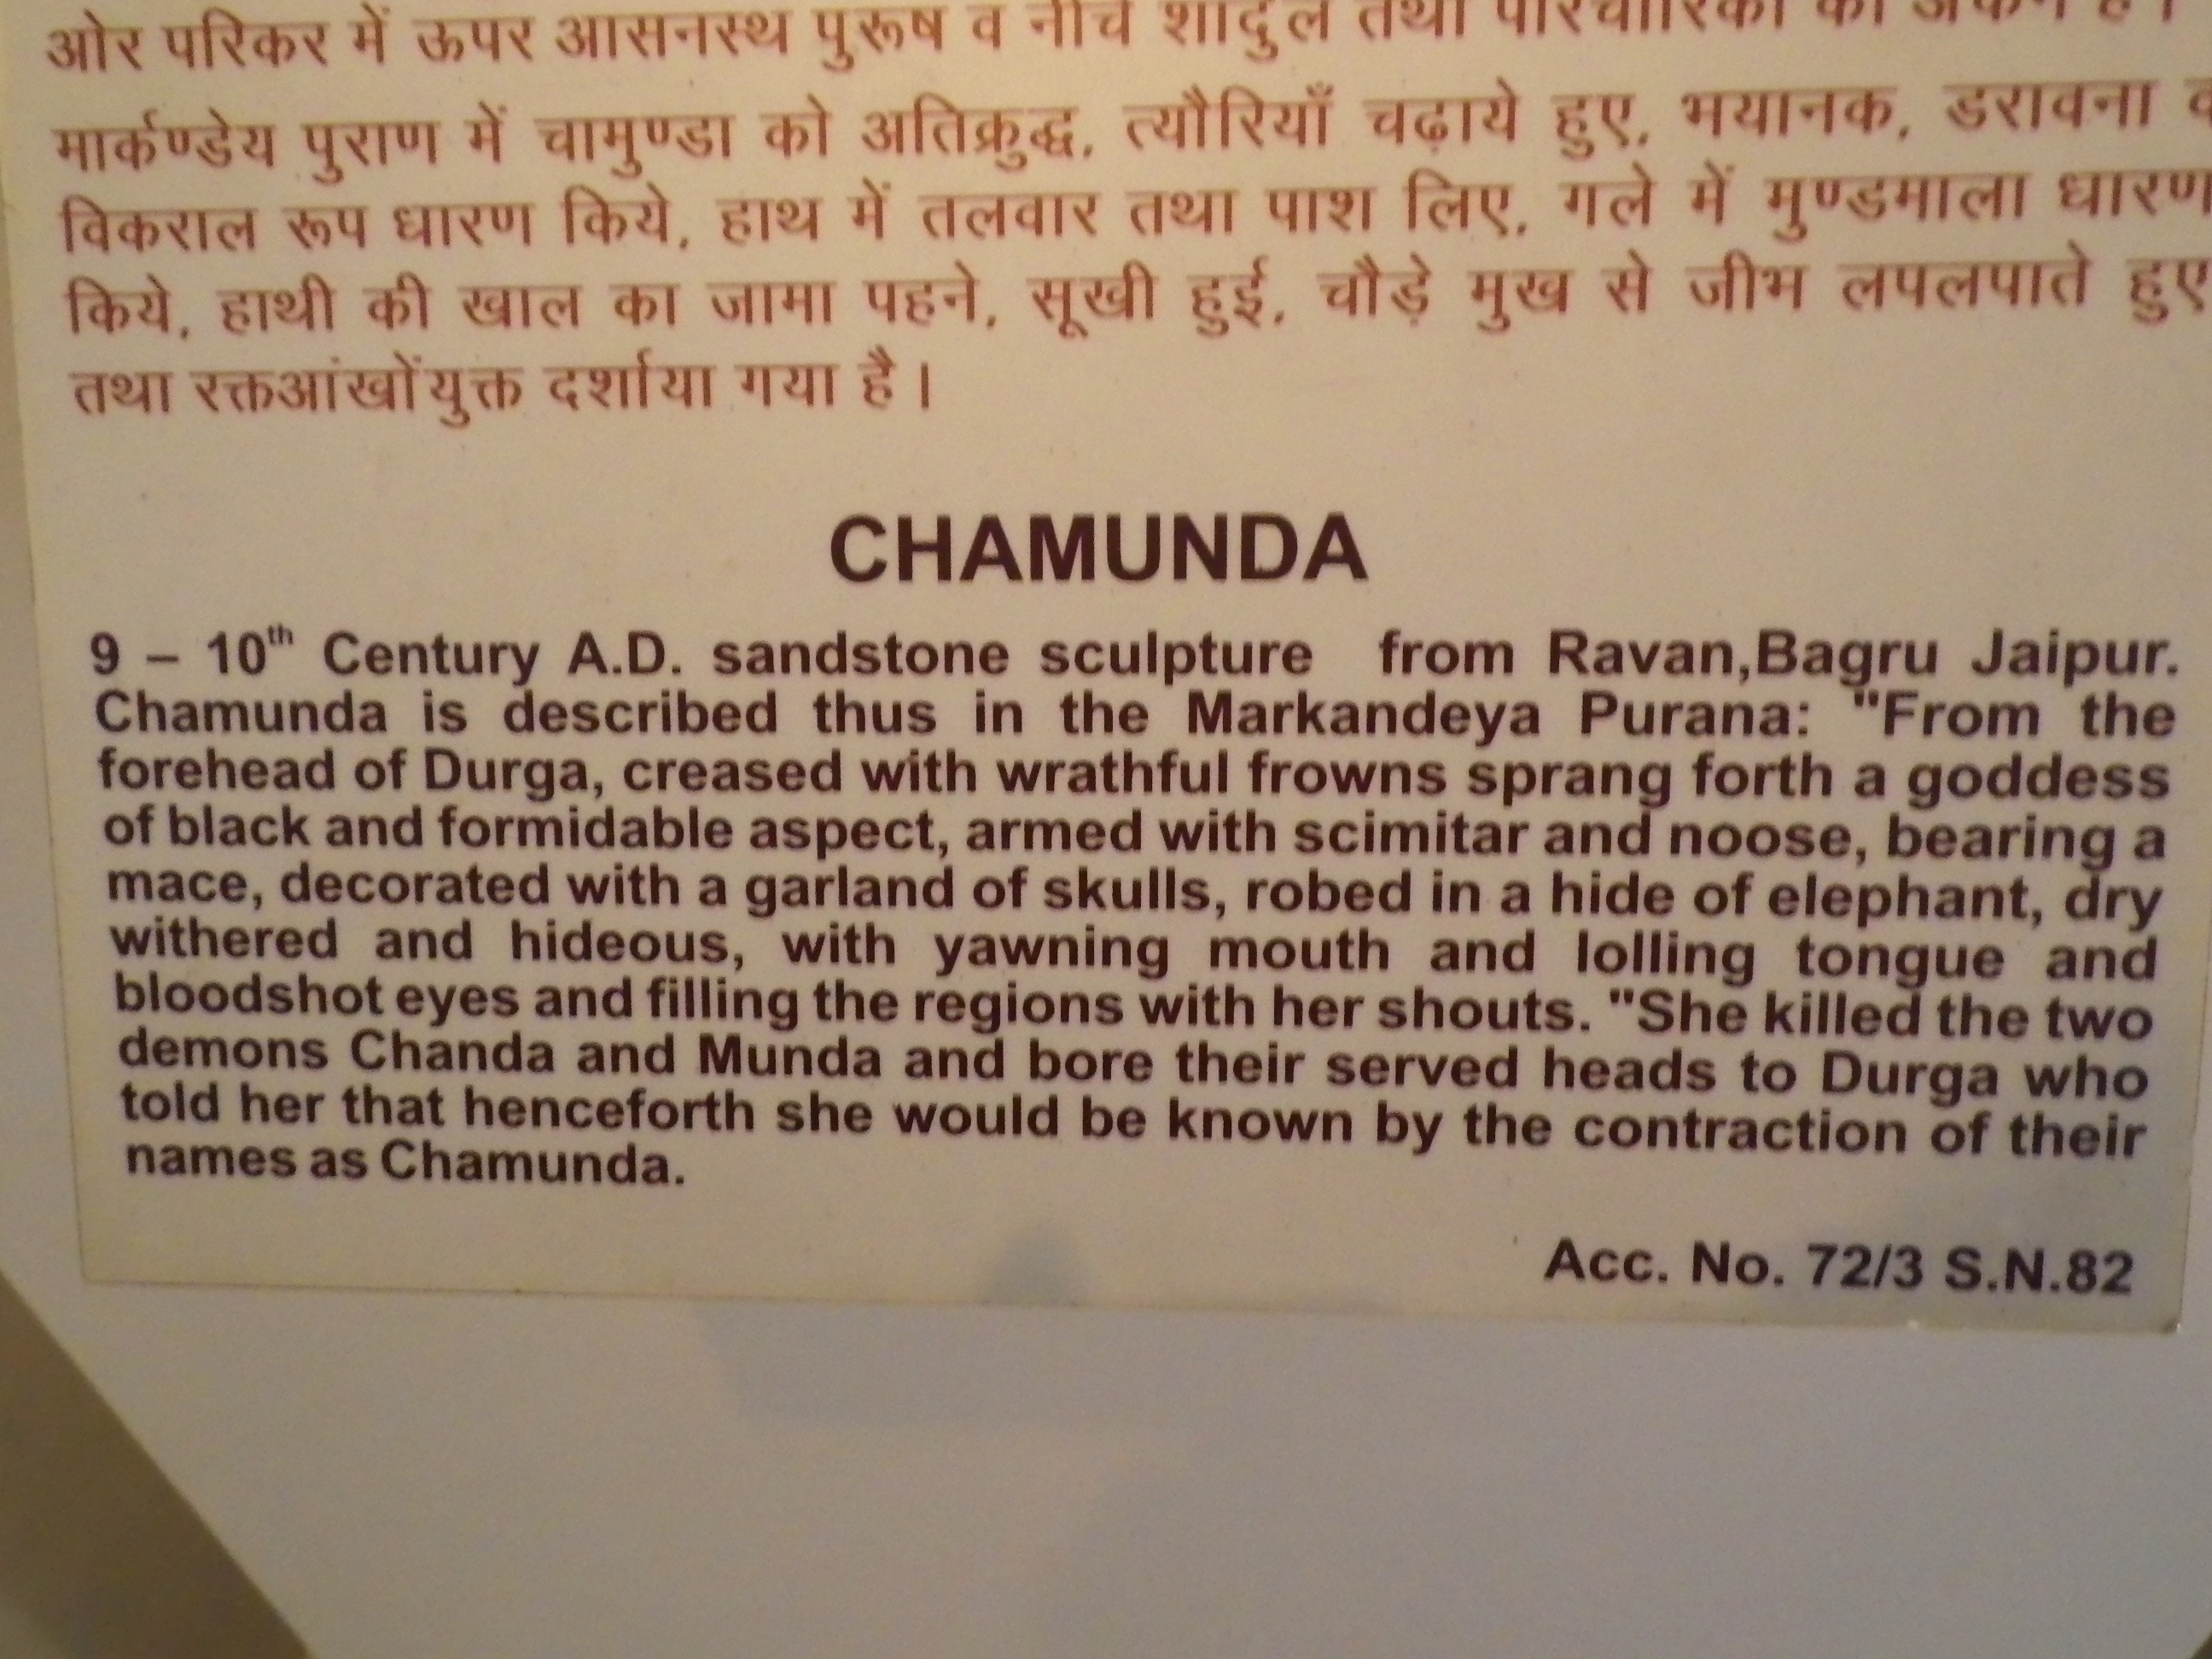 ओर परिकर में ऊपर आसनस्थ पुरूष व नीचे शार्दुल तथा
मार्कण्डेय पुराण में चामुण्डा को अतिक्रुद्ध, त्यौरियाँ चढ़ाये हुए, भयानक, डरावना
विकराल रूप धारण किये, हाथ में तलवार तथा पाश लिए, गले में मुण्डमाला धारण
किये, हाथी की खाल का जामा पहने, सूखी हुई, चौड़े मुख से जीभ लपलपाते हुए
तथा रक्तआंखोंयुक्त दर्शाया गया है।
CHAMUNDA
9 – 10th Century A.D. sandstone sculpture from Ravan,Bagru Jaipur.
Chamunda is described thus in the Markandeya Purana: "From the
forehead of Durga, creased with wrathful frowns sprang forth a goddess
of black and formidable aspect, armed with scimitar and noose, bearing a
mace, decorated with a garland of skulls, robed in a hide of elephant, dry
withered and hideous, with yawning mouth and lolling tongue and
bloodshot eyes and filling the regions with her shouts. "She killed the two
demons Chanda and Munda and bore their served heads to Durga who
told her that henceforth she would be known by the contraction of their
names as Chamunda.
Acc. No. 72/3 S.N.82